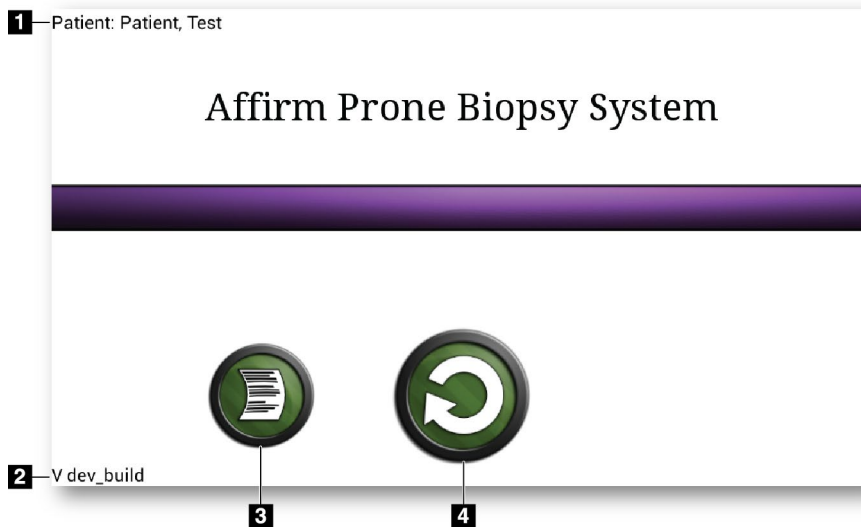 1 Patient: Patient, Test
Affirm Prone Biopsy System
2 V dev_build
3 4